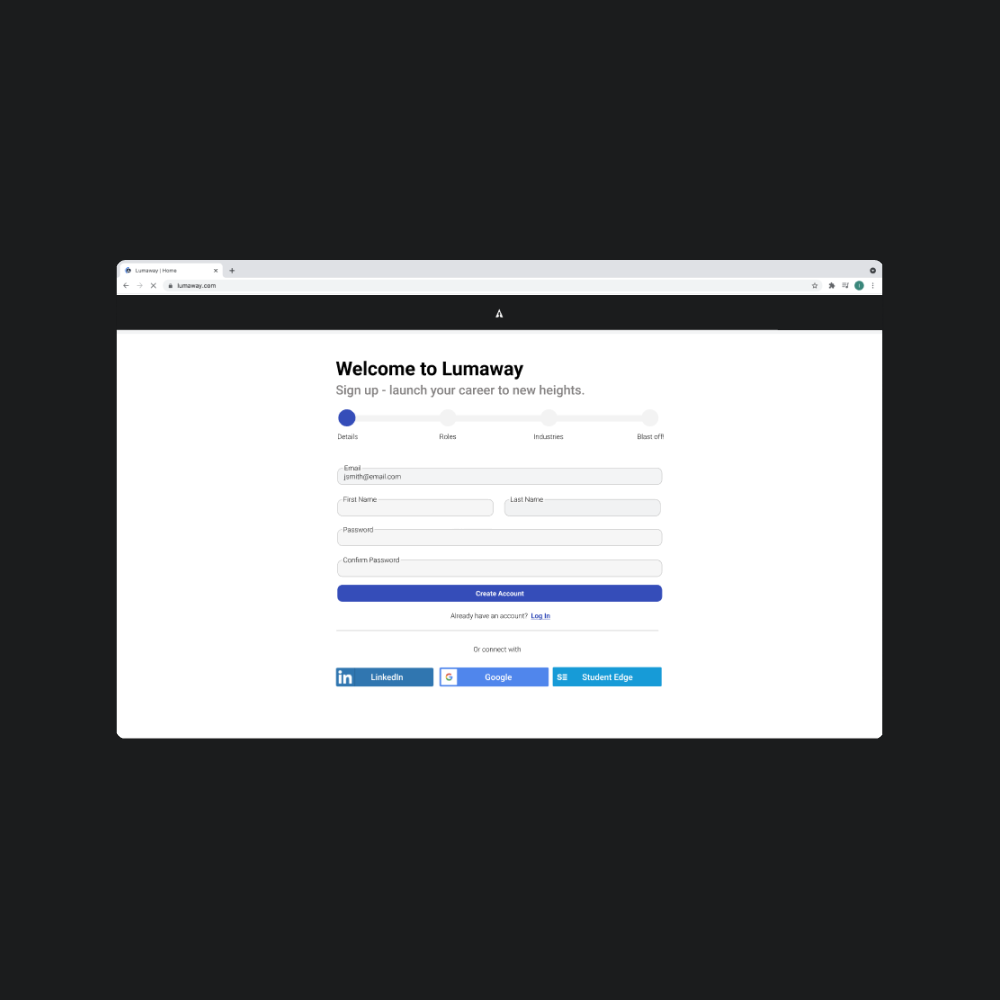 Lumaway | Home
lumaway.com
Welcome to Lumaway
Sign up - launch your career to new heights.
Details Roles Industries Blast off!
Email
jsmith@email.com
First Name Last Name
Password
Confirm Password
Create Account
Already have an account? Log In
Or connect with
in LinkedIn G Google SE Student Edge